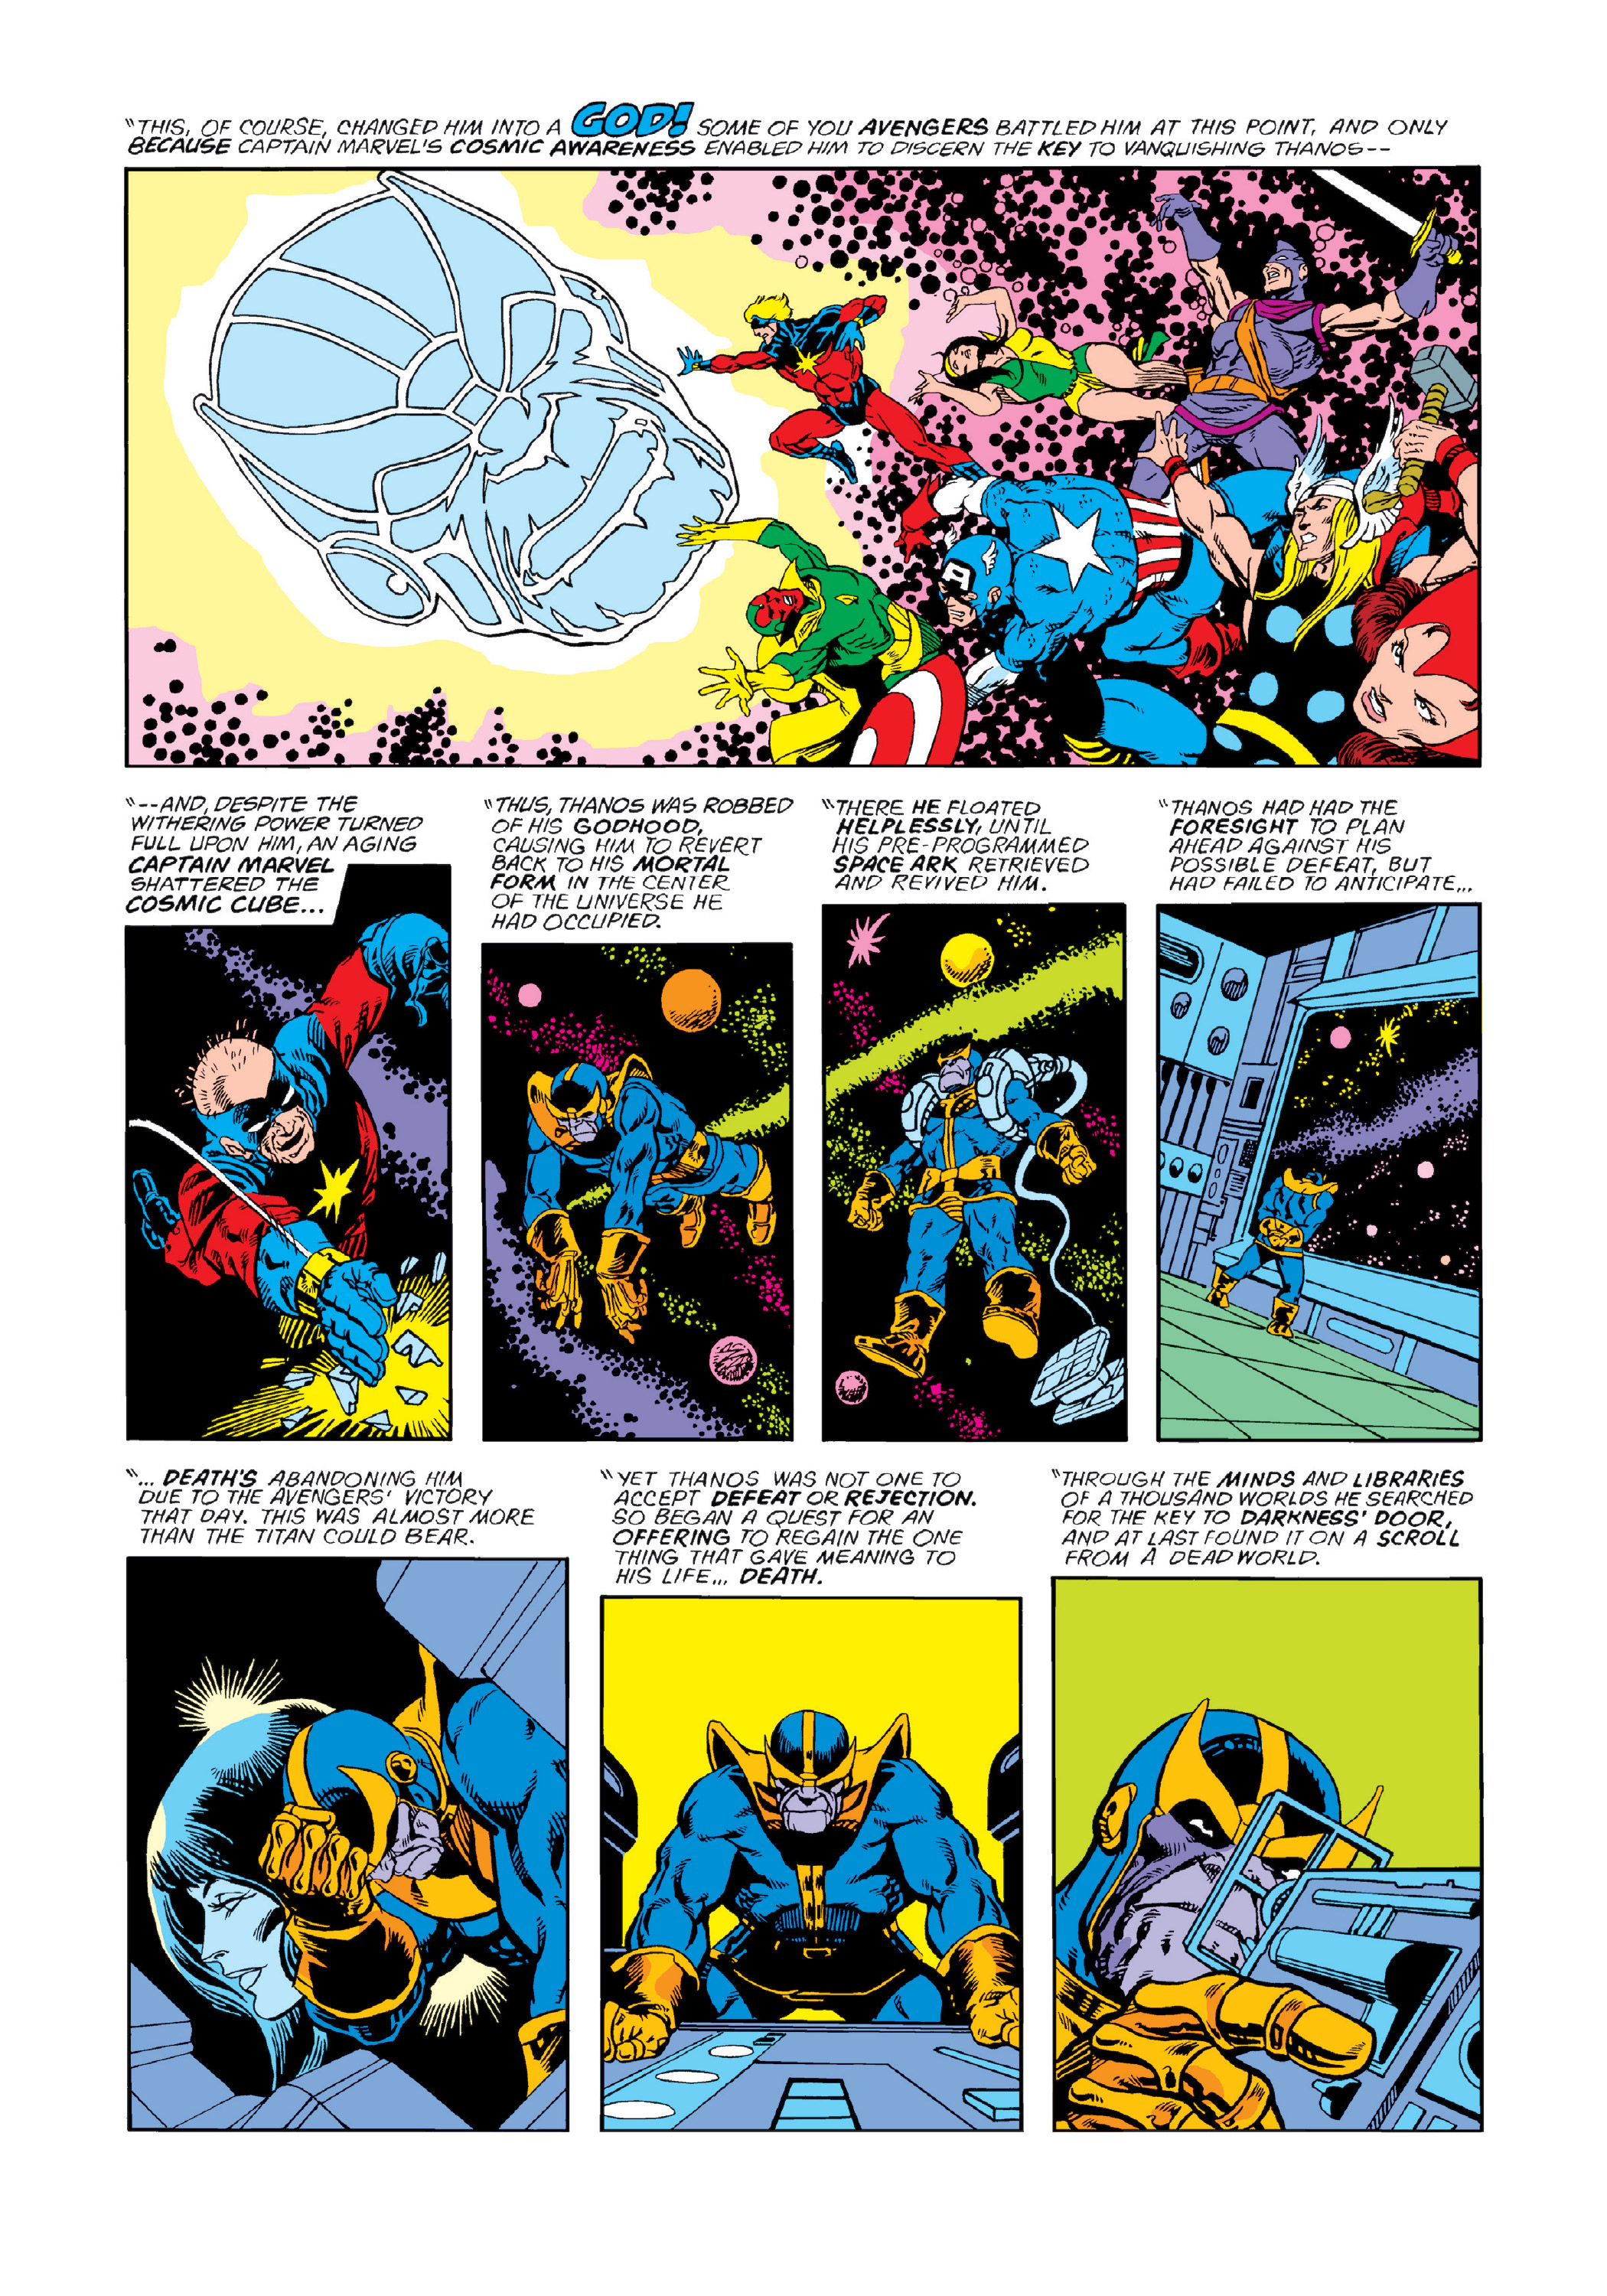 "THIS, OF COURSE, CHANGED HIM INTO A GOD! SOME OF YOU AVENGERS BATTLED HIM AT THIS POINT, AND ONLY
BECAUSE CAPTAIN MARVEL'S COSMIC AWARENESS ENABLED HIM TO DISCERN THE KEY TO VANQUISHING THANOS--
"--AND, DESPITE THE
WITHERING POWER TURNED
FULL UPON HIM, AN AGING
CAPTAIN MARVEL
SHATTERED THE
COSMIC CUBE...
"THUS, THANOS WAS ROBBED
OF HIS GODHOOD,
CAUSING HIM TO REVERT
BACK TO HIS MORTAL
FORM IN THE CENTER
OF THE UNIVERSE HE
HAD OCCUPIED.
"THERE HE FLOATED
HELPLESSLY, UNTIL
HIS PRE-PROGRAMMED
SPACE ARK RETRIEVED
AND REVIVED HIM.
"THANOS HAD HAD THE
FORESIGHT TO PLAN
AHEAD AGAINST HIS
POSSIBLE DEFEAT, BUT
HAD FAILED TO ANTICIPATE...
"... DEATH'S ABANDONING HIM
DUE TO THE AVENGERS' VICTORY
THAT DAY. THIS WAS ALMOST MORE
THAN THE TITAN COULD BEAR.
"YET THANOS WAS NOT ONE TO
ACCEPT DEFEAT OR REJECTION.
SO BEGAN A QUEST FOR AN
OFFERING TO REGAIN THE ONE
THING THAT GAVE MEANING TO
HIS LIFE... DEATH.
"THROUGH THE MINDS AND LIBRARIES
OF A THOUSAND WORLDS HE SEARCHED
FOR THE KEY TO DARKNESS' DOOR,
AND AT LAST FOUND IT ON A SCROLL
FROM A DEAD WORLD.
A